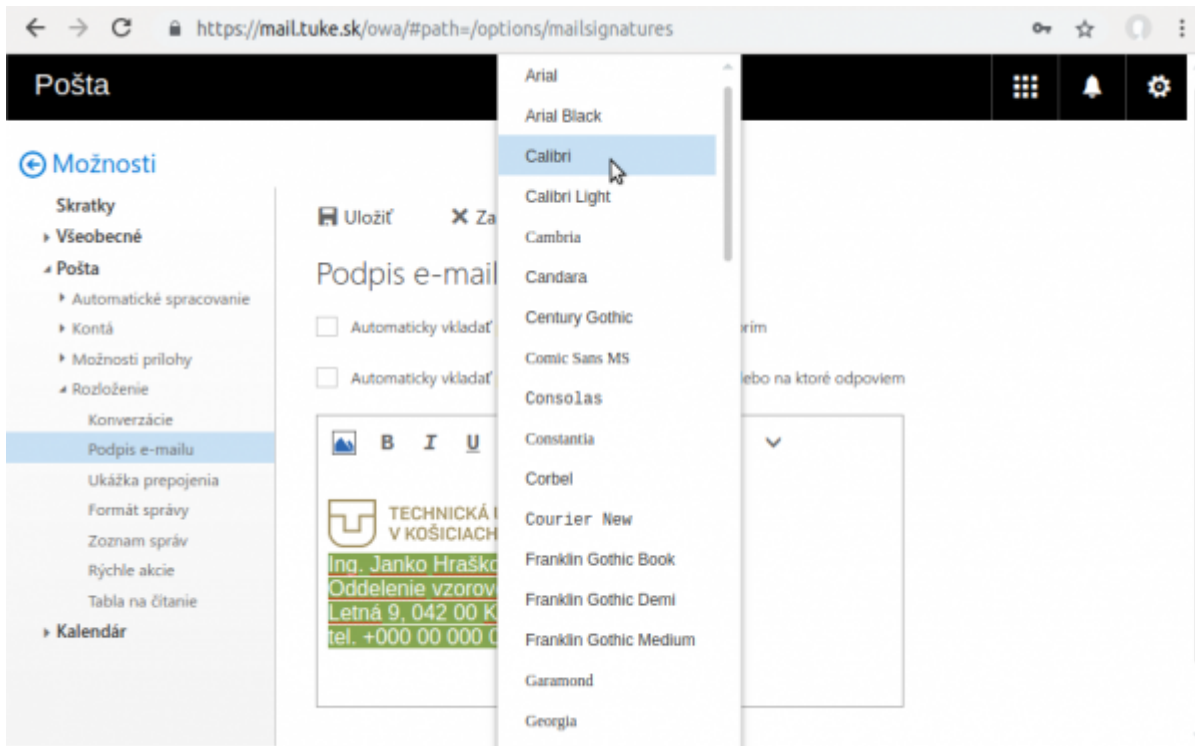 https://mail.tuke.sk/owa/#path=/options/mailsignatures
Pošta
Možnosti
Skratky
Všeobecné
Pošta
Automatické spracovanie
Kontá
Možnosti prílohy
Rozloženie
Konverzácie
Podpis e-mailu
Ukážka prepojenia
Formát správy
Zoznam správ
Rýchle akcie
Tabla na čítanie
Kalendár
Uložiť
Za
Podpis e-mail
Automaticky vkladať
Automaticky vkladať
ebo na ktoré odpoviem
B I U
TECHNICKÁ
V KOŠICIACH
Ing. Janko Hraško
Oddelenie vzorov
Letná 9, 042 00 K
tel. +000 00 000 0
Arial
Arial Black
Calibri
Calibri Light
Cambria
Candara
Century Gothic
Comic Sans MS
Consolas
Constantia
Corbel
Courier New
Franklin Gothic Book
Franklin Gothic Demi
Franklin Gothic Medium
Garamond
Georgia